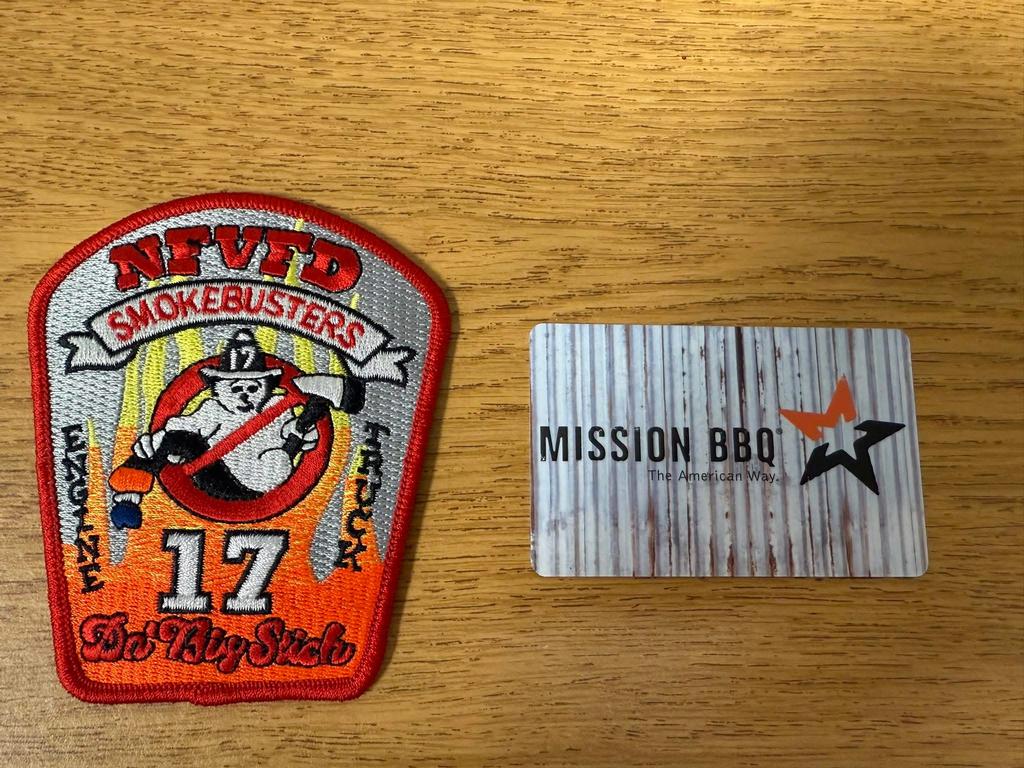 NFVFD
SMOKEBUSTERS
17
ENGINE
TRUCK
17
Da' Big Stick
MISSION BBQ®
The American Way.